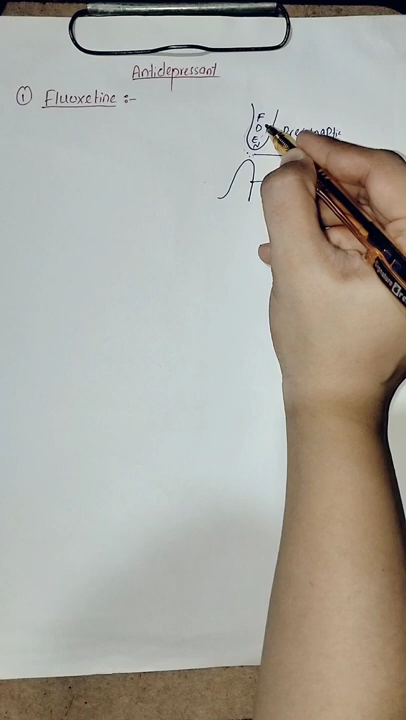 Antidepressant
① Fluoxetine :-
F
D
E
N